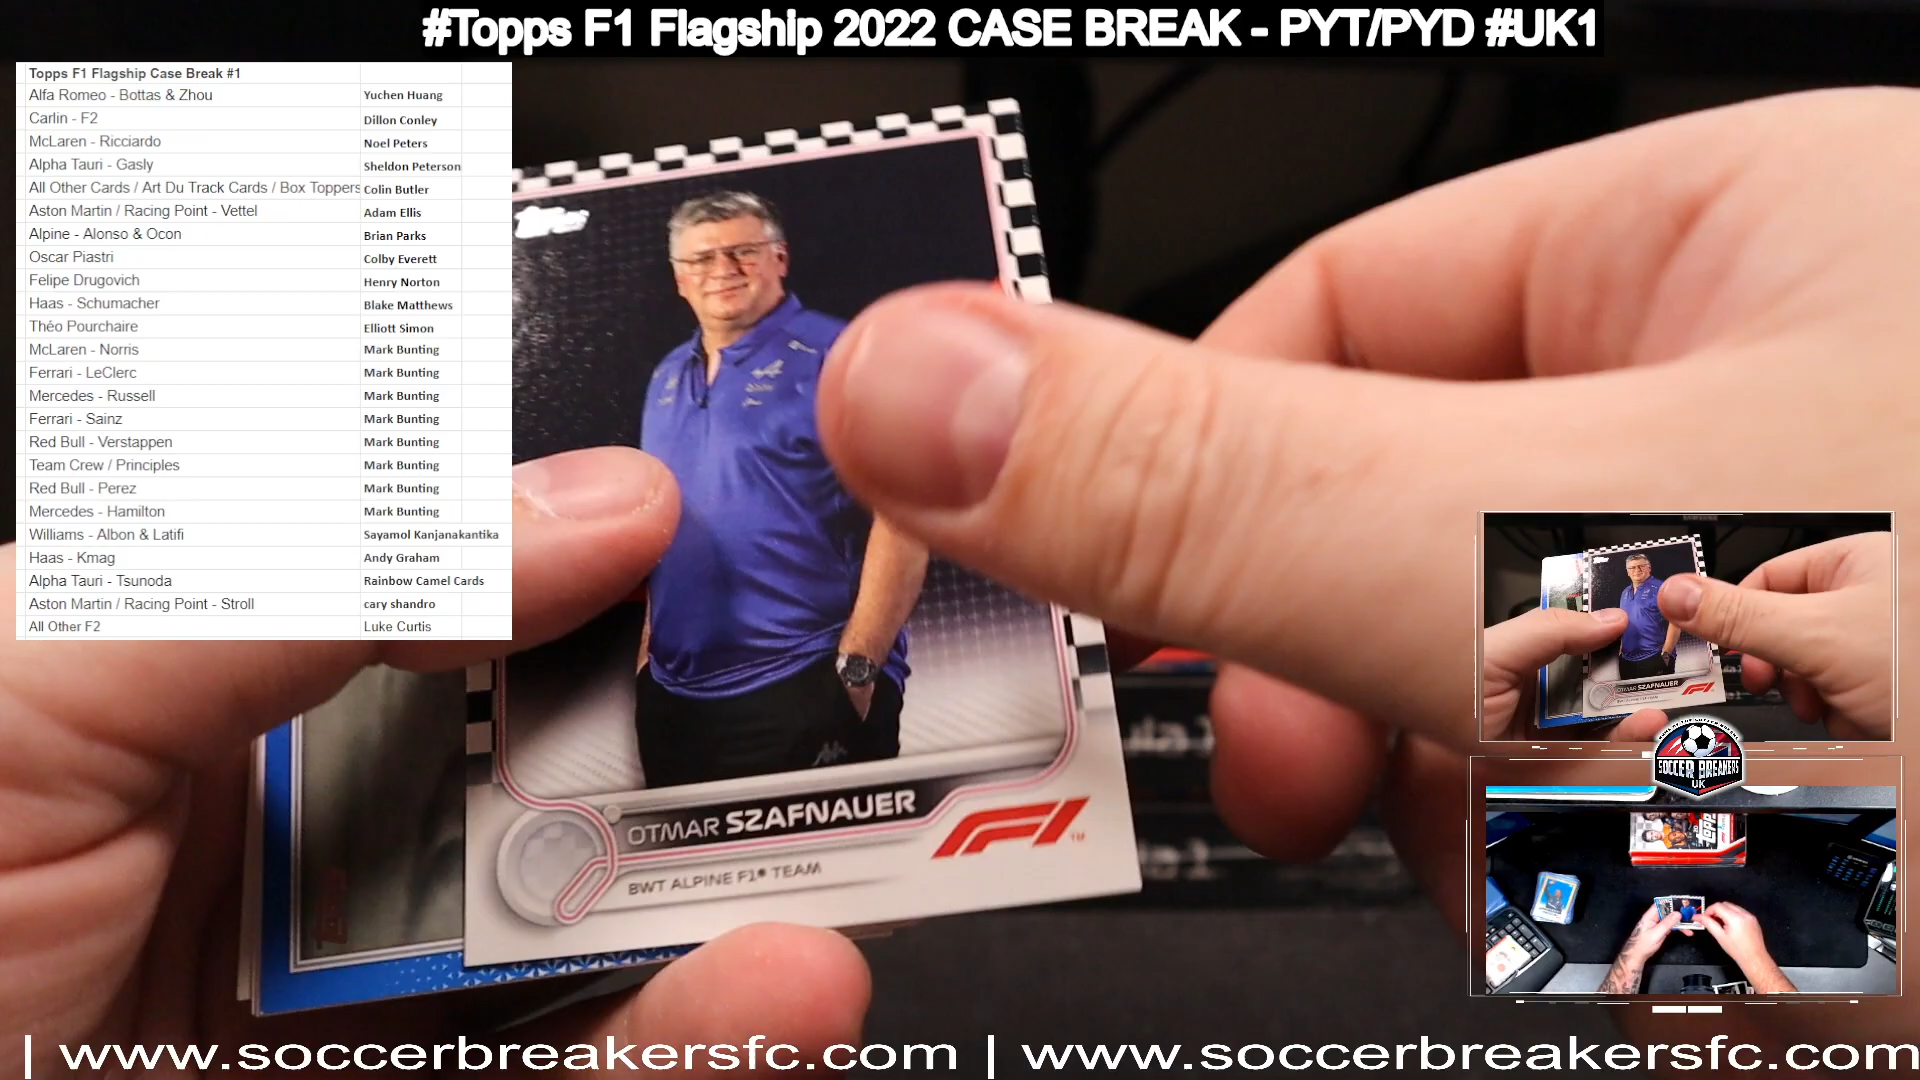 #Topps F1 Flagship 2022 CASE BREAK - PYT/PYD #UK1
Topps F1 Flagship Case Break #1
Alfa Romeo - Bottas & Zhou Yuchen Huang
Carlin - F2 Dillon Conley
McLaren - Ricciardo Noel Peters
Alpha Tauri - Gasly Sheldon Peterson
All Other Cards / Art Du Track Cards / Box Toppers Colin Butler
Aston Martin / Racing Point - Vettel Adam Ellis
Alpine - Alonso & Ocon Brian Parks
Oscar Piastri Colby Everett
Felipe Drugovich Henry Norton
Haas - Schumacher Blake Matthews
Théo Pourchaire Elliott Simon
McLaren - Norris Mark Bunting
Ferrari - LeClerc Mark Bunting
Mercedes - Russell Mark Bunting
Ferrari - Sainz Mark Bunting
Red Bull - Verstappen Mark Bunting
Team Crew / Principles Mark Bunting
Red Bull - Perez Mark Bunting
Mercedes - Hamilton Mark Bunting
Williams - Albon & Latifi Sayamol Kanjanakantika
Haas - Kmag Andy Graham
Alpha Tauri - Tsunoda Rainbow Camel Cards
Aston Martin / Racing Point - Stroll cary shandro
All Other F2 Luke Curtis
Topps
OTMAR SZAFNAUER
BWT ALPINE F1® TEAM
F1™
OTMAR SZAFNAUER
F1
SOCCER BREAKERS
UK
| www.soccerbreakersfc.com | www.soccerbreakersfc.com